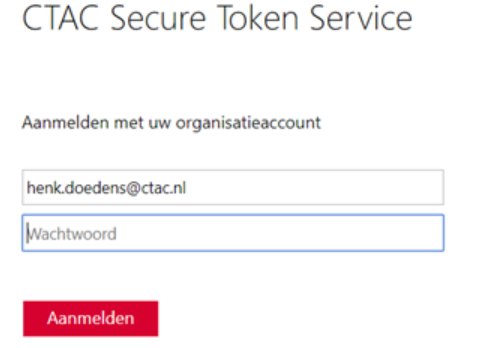 CTAC Secure Token Service
Aanmelden met uw organisatieaccount
henk.doedens@ctac.nl
Wachtwoord
Aanmelden